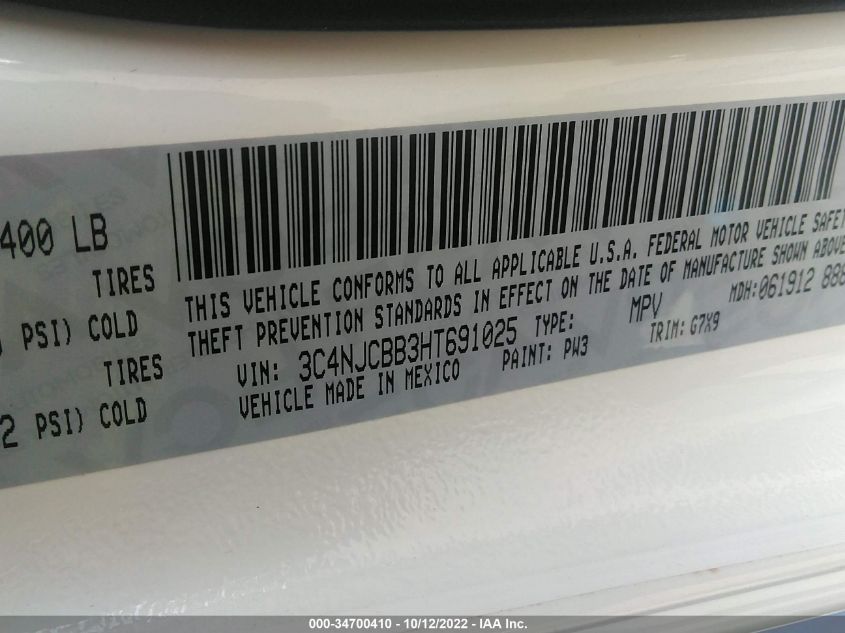 400 LB
TIRES
PSI) COLD
TIRES
2 PSI) COLD
THIS VEHICLE CONFORMS TO ALL APPLICABLE U.S.A. FEDERAL MOTOR VEHICLE SAFET
THEFT PREVENTION STANDARDS IN EFFECT ON THE DATE OF MANUFACTURE SHOWN ABOVE
VIN: 3C4NJCBB3HT691025 TYPE: MPV MDH:061912 888
VEHICLE MADE IN MEXICO PAINT: PW3 TRIM: G7X9
000-34700410 - 10/12/2022 - IAA Inc.